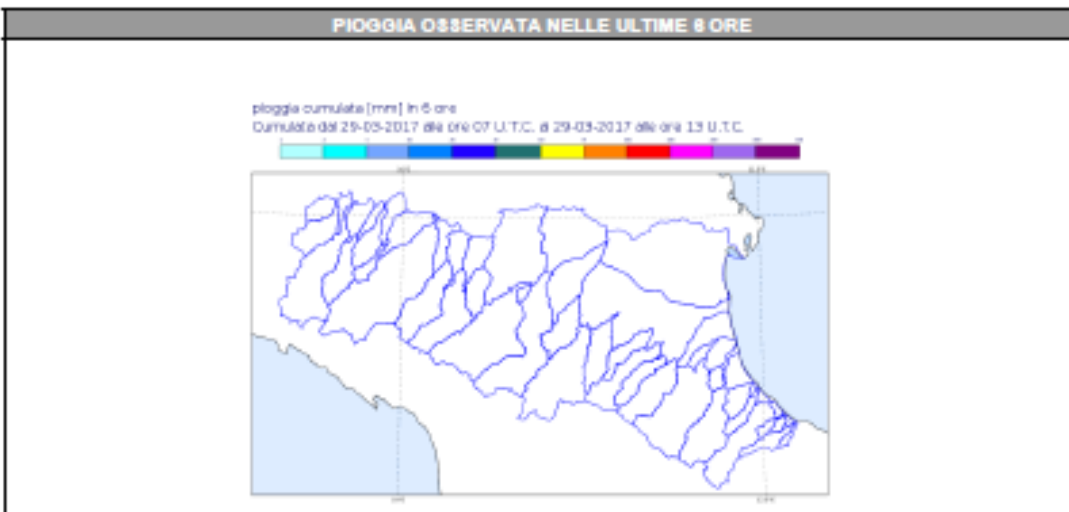 PIOGGIA OSSERVATA NELLE ULTIME 6 ORE
pioggia cumulata [mm] in 6 ore
Cumulata dal 29-03-2017 alle ore 07 U.T.C. al 29-03-2017 alle ore 13 U.T.C.